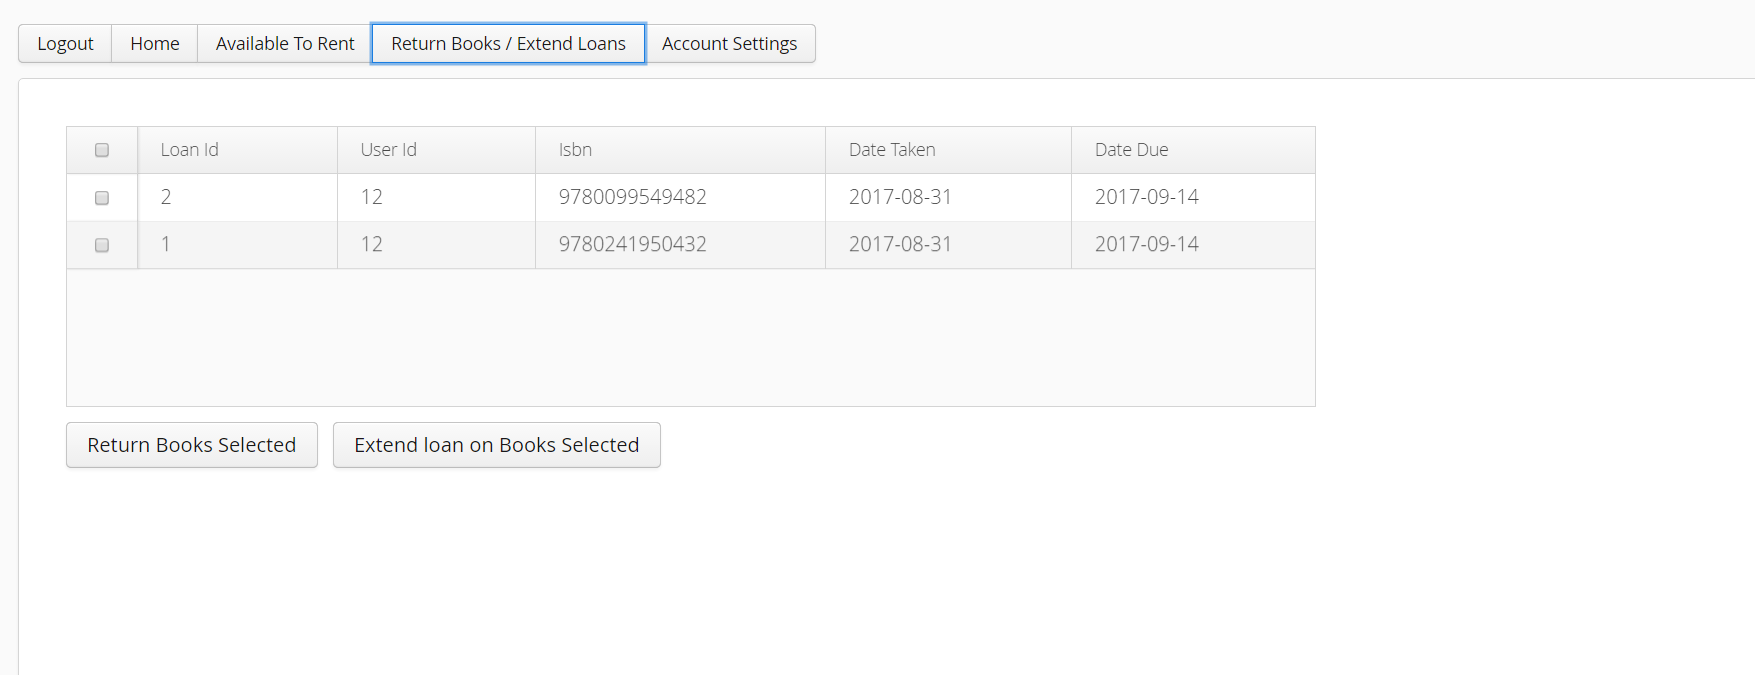 Logout Home Available To Rent Return Books / Extend Loans Account Settings
Loan Id User Id Isbn Date Taken Date Due
2 12 9780099549482 2017-08-31 2017-09-14
1 12 9780241950432 2017-08-31 2017-09-14
Return Books Selected Extend loan on Books Selected